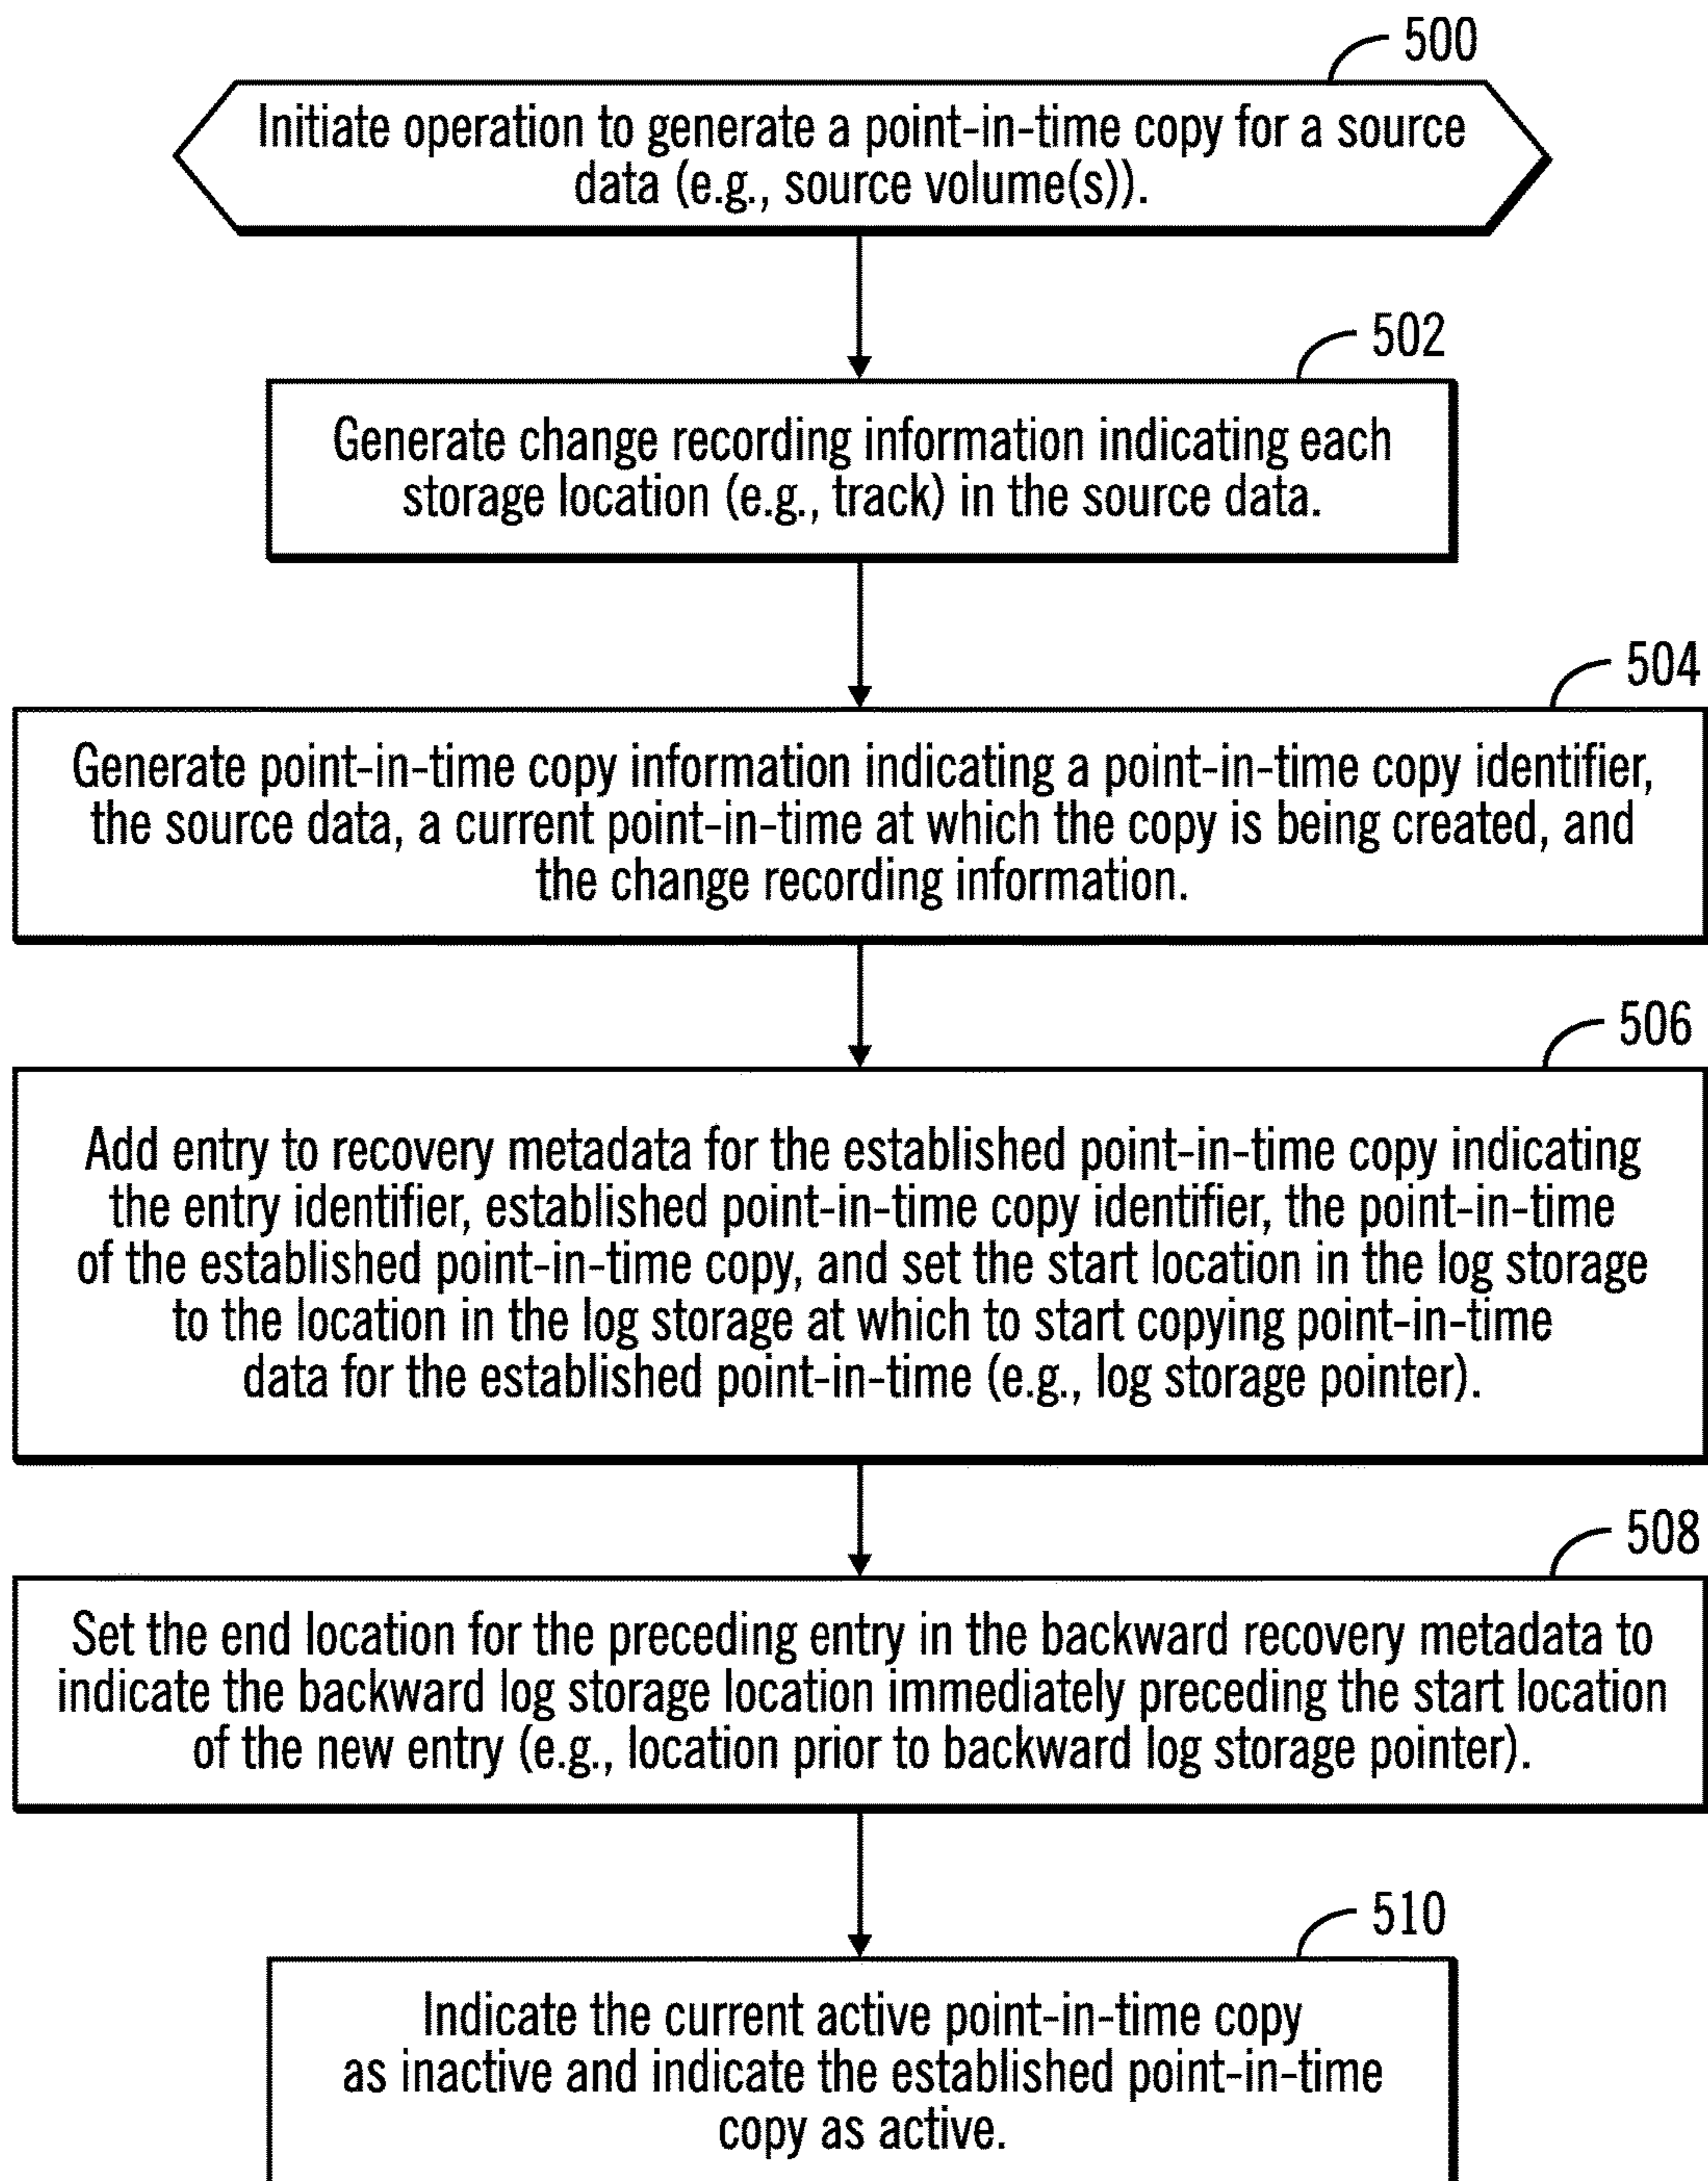 500
Initiate operation to generate a point-in-time copy for a source
data (e.g., source volume(s)).
502
Generate change recording information indicating each
storage location (e.g., track) in the source data.
504
Generate point-in-time copy information indicating a point-in-time copy identifier,
the source data, a current point-in-time at which the copy is being created, and
the change recording information.
506
Add entry to recovery metadata for the established point-in-time copy indicating
the entry identifier, established point-in-time copy identifier, the point-in-time
of the established point-in-time copy, and set the start location in the log storage
to the location in the log storage at which to start copying point-in-time
data for the established point-in-time (e.g., log storage pointer).
508
Set the end location for the preceding entry in the backward recovery metadata to
indicate the backward log storage location immediately preceding the start location
of the new entry (e.g., location prior to backward log storage pointer).
510
Indicate the current active point-in-time copy
as inactive and indicate the established point-in-time
copy as active.